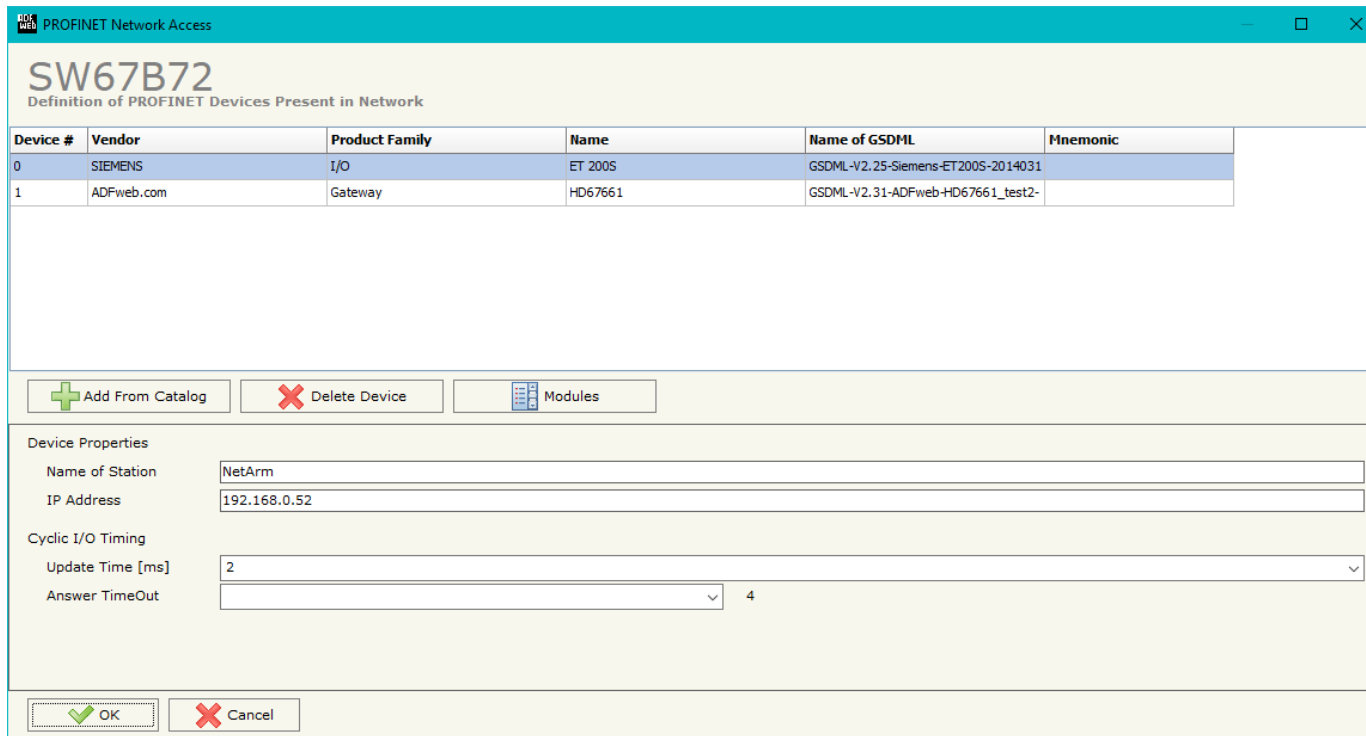 ADF WEB PROFINET Network Access
SW67B72
Definition of PROFINET Devices Present in Network
Device # Vendor Product Family Name Name of GSDML Mnemonic
0 SIEMENS I/O ET 200S GSDML-V2.25-Siemens-ET200S-2014031
1 ADFweb.com Gateway HD67661 GSDML-V2.31-ADFweb-HD67661_test2-
Add From Catalog Delete Device Modules
Device Properties
Name of Station NetArm
IP Address 192.168.0.52
Cyclic I/O Timing
Update Time [ms] 2
Answer TimeOut 4
OK Cancel